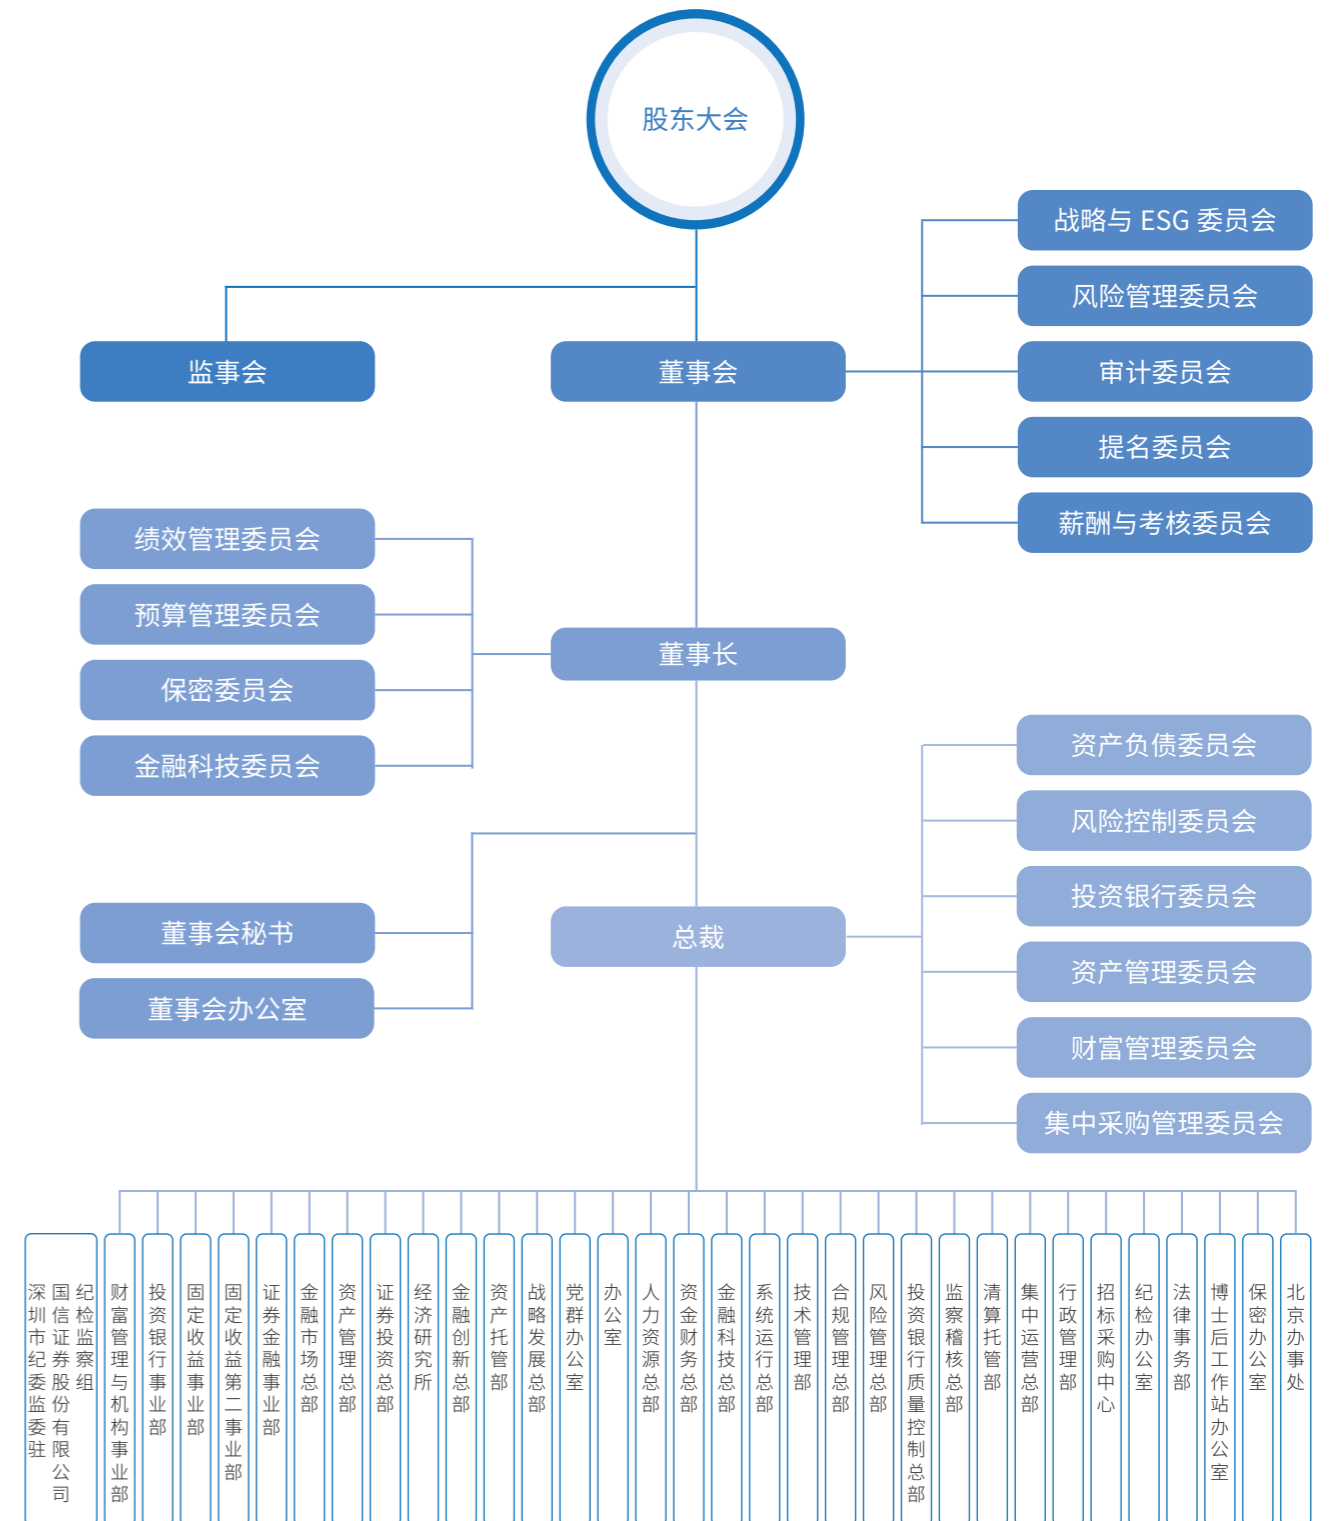 股东大会
战略与 ESG 委员会
风险管理委员会
监事会
董事会
审计委员会
提名委员会
薪酬与考核委员会
绩效管理委员会
预算管理委员会
董事长
保密委员会
金融科技委员会
资产负债委员会
风险控制委员会
投资银行委员会
董事会秘书
总裁
资产管理委员会
董事会办公室
财富管理委员会
集中采购管理委员会
深圳市纪委监委驻
国信证券股份有限公司
纪检监察组
财富管理与机构事业部
投资银行事业部
固定收益事业部
固定收益第二事业部
证券金融事业部
金融市场总部
资产管理总部
证券投资总部
经济研究所
金融创新总部
资产托管部
战略发展总部
党群办公室
办公室
人力资源总部
资金财务总部
金融科技总部
系统运行总部
技术管理部
合规管理总部
风险管理总部
投资银行质量控制总部
监察稽核总部
清算托管部
集中运营总部
行政管理部
招标采购中心
纪检办公室
法律事务部
博士后工作站办公室
保密办公室
北京办事处